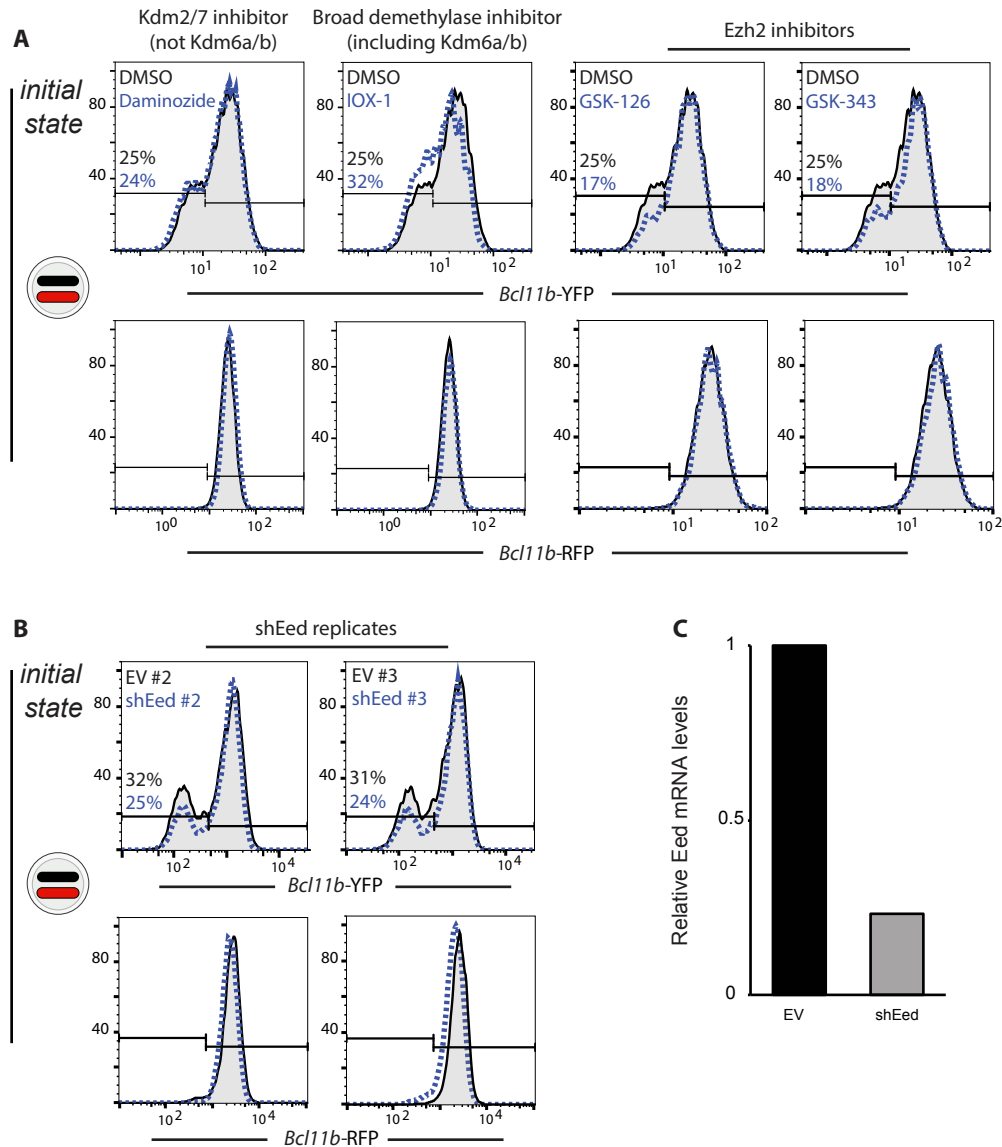 A
Kdm2/7 inhibitor
(not Kdm6a/b)
Broad demethylase inhibitor
(including Kdm6a/b)
Ezh2 inhibitors
initial
state
DMSO
Daminozide
25%
24%
80
40
10¹ 10²
DMSO
IOX-1
25%
32%
80
40
10¹ 10²
DMSO
GSK-126
25%
17%
80
40
10¹ 10²
DMSO
GSK-343
25%
18%
80
40
10¹ 10²
Bcl11b-YFP
80
40
10⁰ 10²
80
40
10⁰ 10²
80
40
10¹ 10²
80
40
10¹ 10²
Bcl11b-RFP
B
shEed replicates
initial
state
EV #2
shEed #2
32%
25%
80
40
10² 10⁴
EV #3
shEed #3
31%
24%
80
40
10² 10⁴
Bcl11b-YFP
80
40
10² 10⁴
80
40
10² 10⁴
Bcl11b-RFP
C
Relative Eed mRNA levels
1
0.5
0
EV
shEed